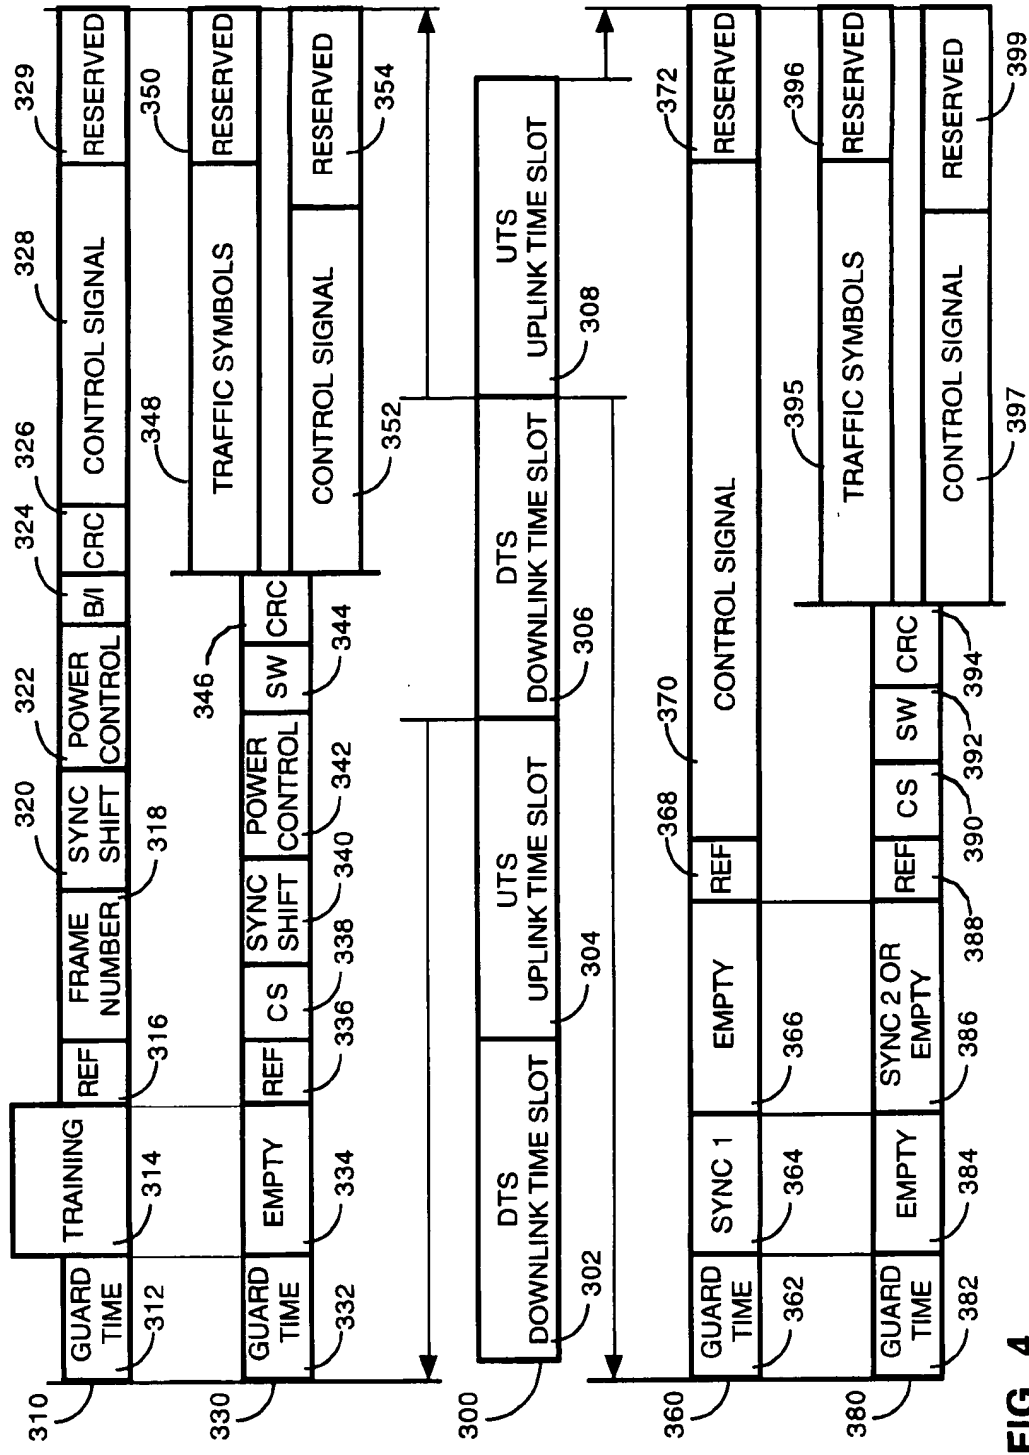 310
GUARD
TIME
312
TRAINING
314
REF
316
FRAME
NUMBER
318
SYNC
SHIFT
320
POWER
CONTROL
322
B/I
324
CRC
326
CONTROL SIGNAL
328
RESERVED
329
330
GUARD
TIME
332
EMPTY
334
REF
336
CS
338
SYNC
SHIFT
340
POWER
CONTROL
342
SW
344
CRC
346
TRAFFIC SYMBOLS
348
RESERVED
350
CONTROL SIGNAL
352
RESERVED
354
300
DTS
DOWNLINK TIME SLOT
302
UTS
UPLINK TIME SLOT
304
DTS
DOWNLINK TIME SLOT
306
UTS
UPLINK TIME SLOT
308
360
GUARD
TIME
362
SYNC 1
364
EMPTY
366
REF
368
CONTROL SIGNAL
370
RESERVED
372
380
GUARD
TIME
382
EMPTY
384
SYNC 2 OR
EMPTY
386
REF
388
CS
390
SW
392
CRC
394
TRAFFIC SYMBOLS
395
RESERVED
396
CONTROL SIGNAL
397
RESERVED
399
FIG. 4